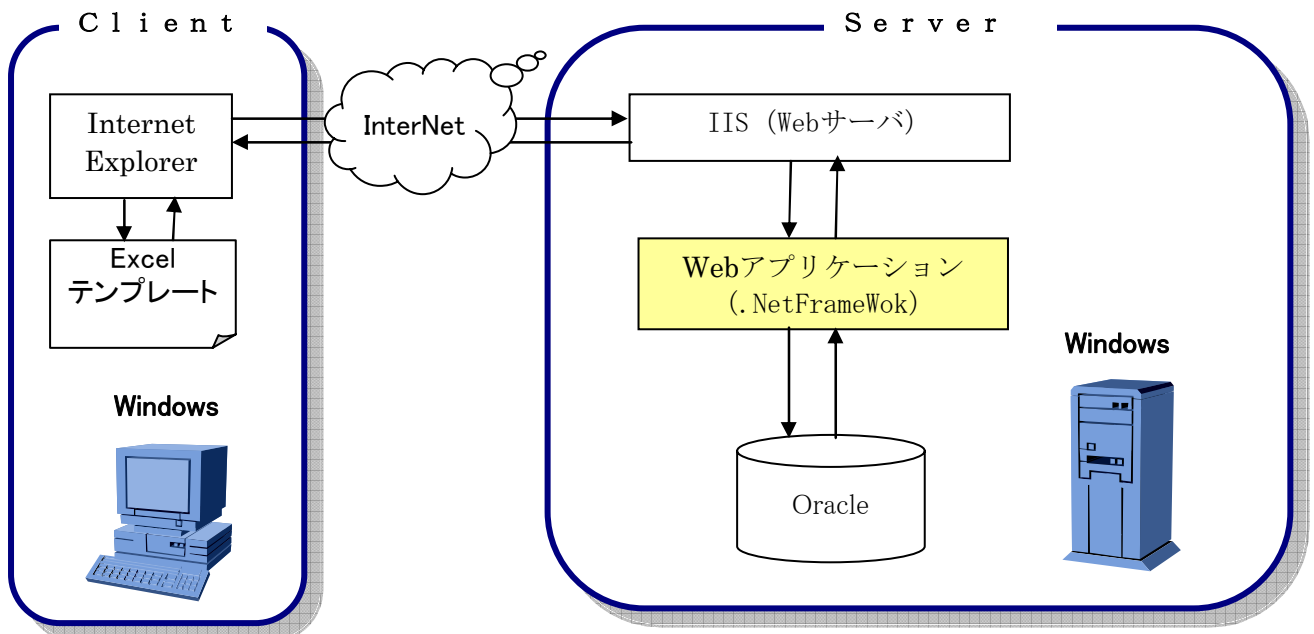 Ｃｌｉｅｎｔ
Ｓｅｒｖｅｒ
Internet
Explorer
InterNet
IIS (Webサーバ)
Excel
テンプレート
Webアプリケーション
(.NetFrameWok)
Windows
Windows
Oracle